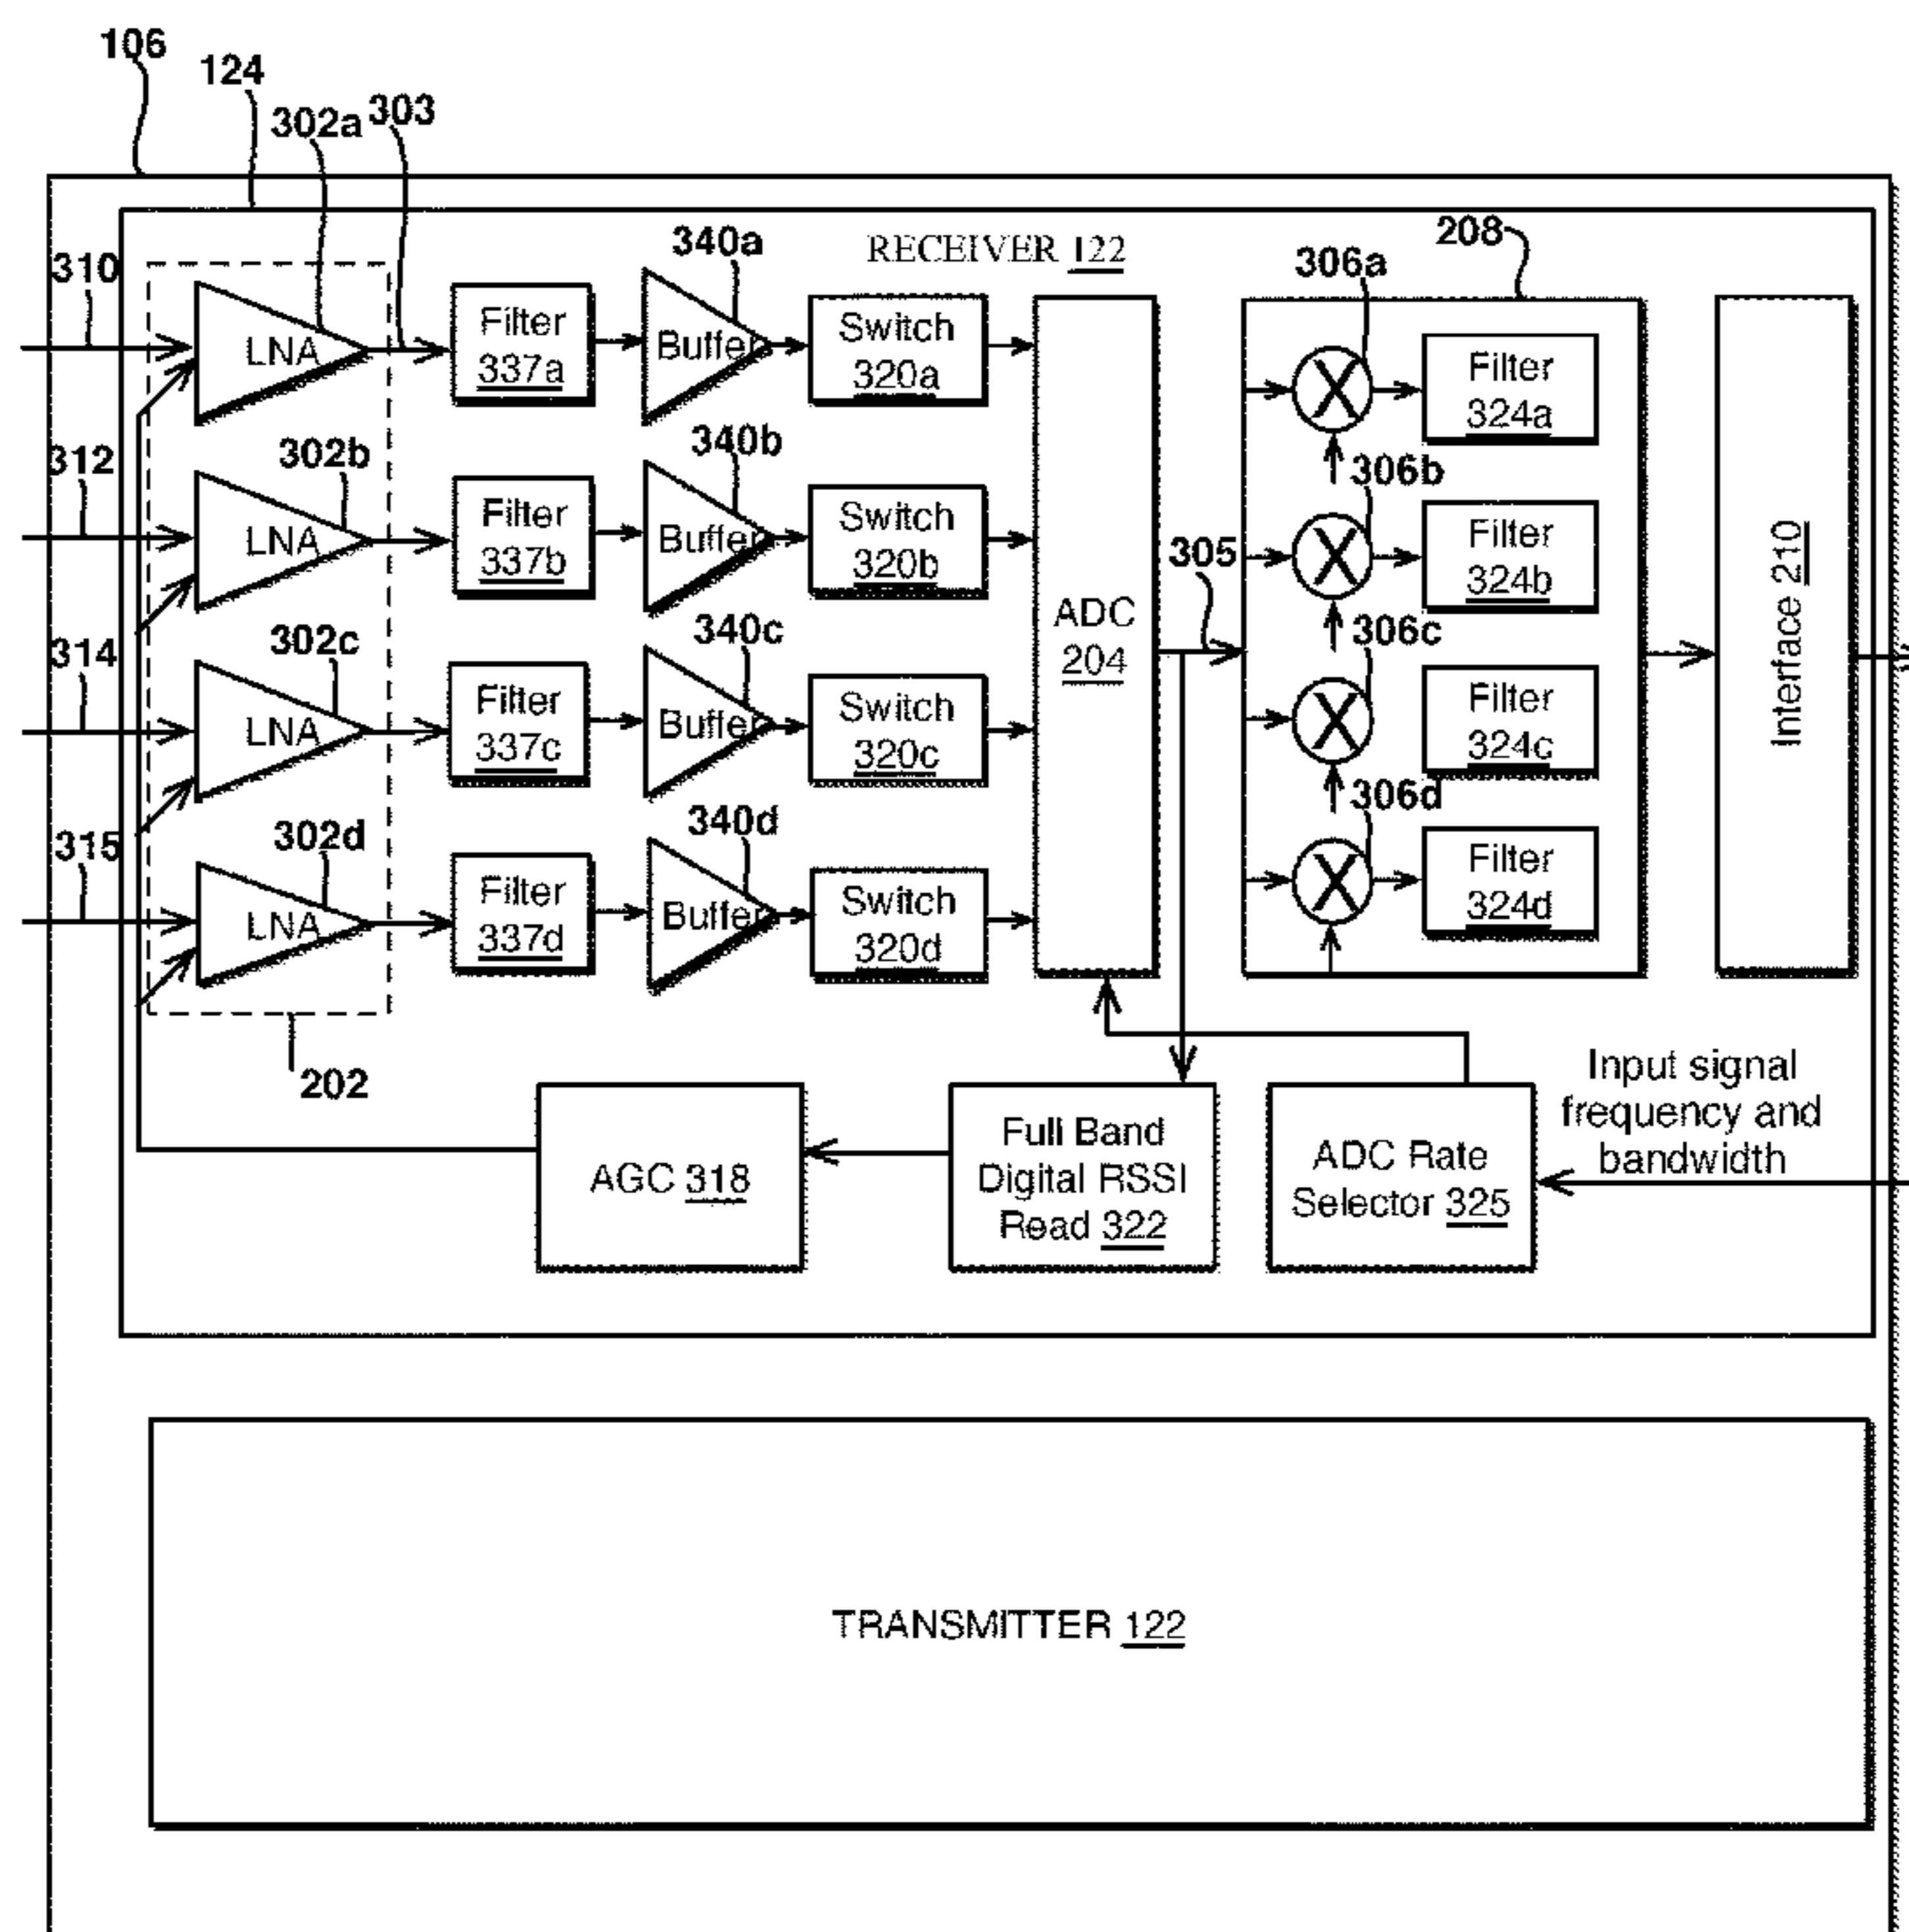 106
124
302a
303
RECEIVER 122
208
310
340a
306a
LNA
Filter
337a
Buffer
Switch
320a
Filter
324a
312
302b
340b
306b
LNA
Filter
337b
Buffer
Switch
320b
305
Filter
324b
314
302c
340c
ADC
204
306c
Interface 210
LNA
Filter
337c
Buffer
Switch
320c
Filter
324c
315
302d
340d
306d
LNA
Filter
337d
Buffer
Switch
320d
Filter
324d
202
Input signal
frequency and
bandwidth
AGC 318
Full Band
Digital RSSI
Read 322
ADC Rate
Selector 325
TRANSMITTER 122